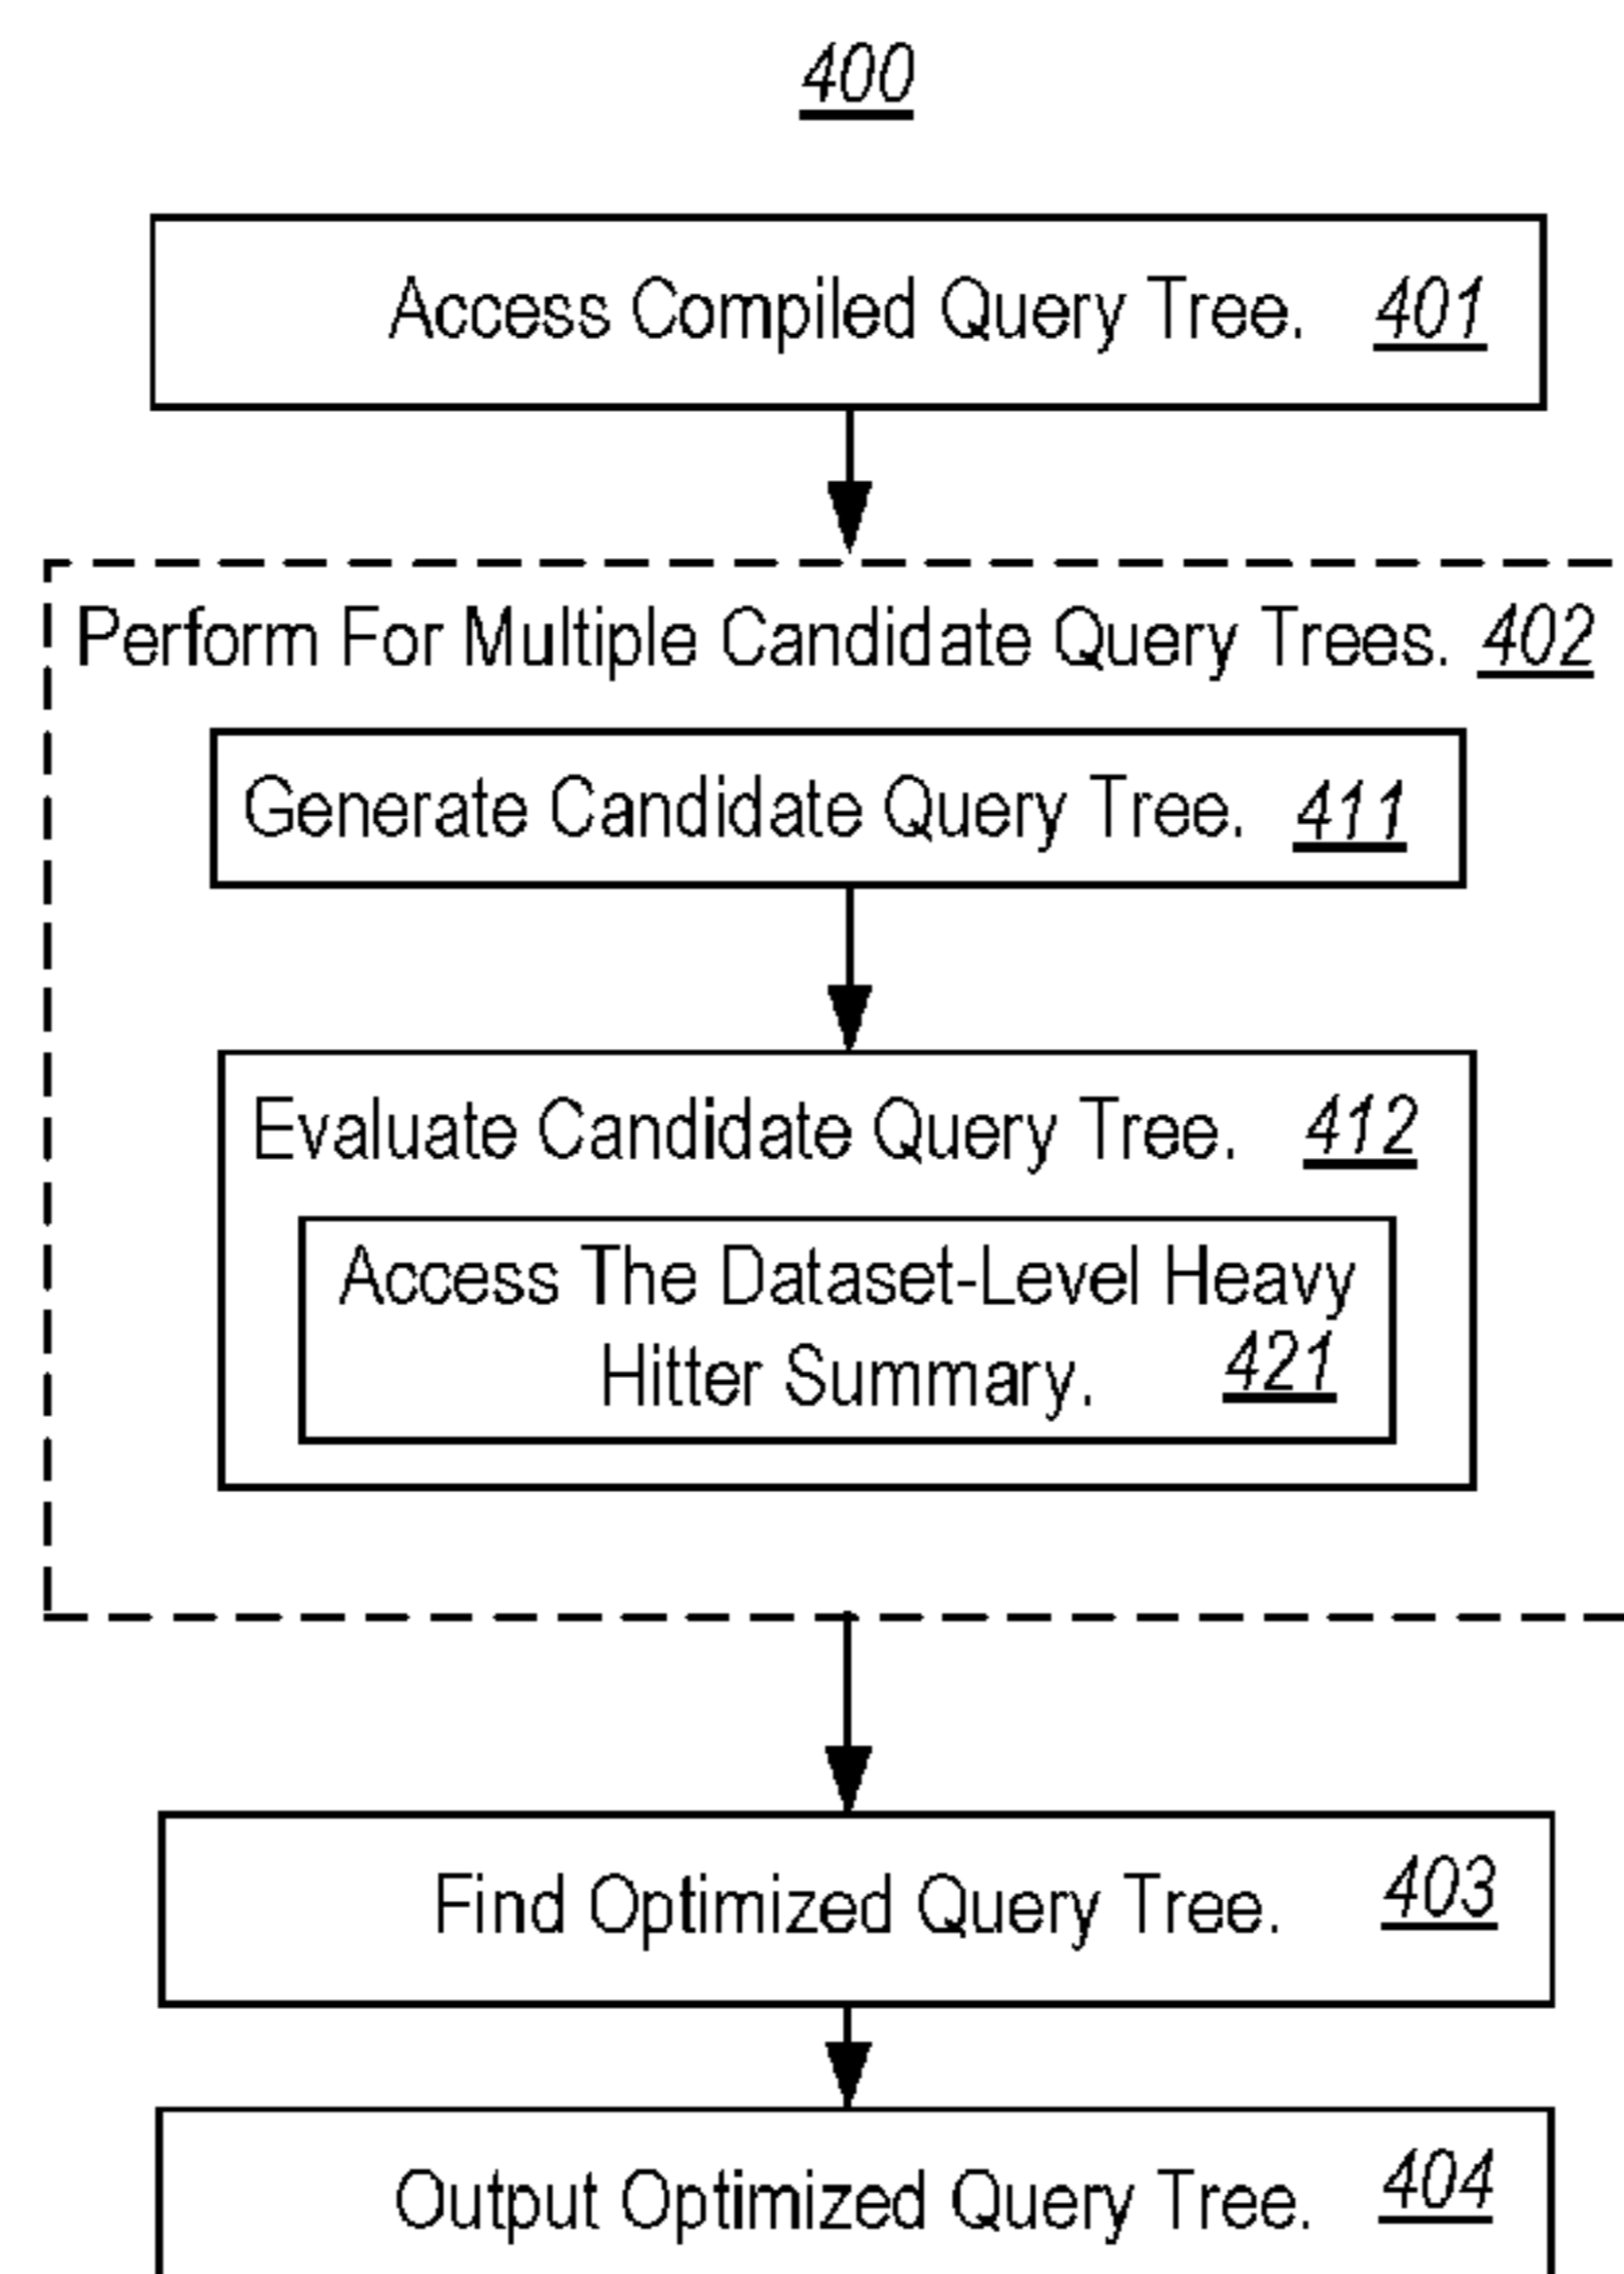 400
Access Compiled Query Tree. 401
Perform For Multiple Candidate Query Trees. 402
Generate Candidate Query Tree. 411
Evaluate Candidate Query Tree. 412
Access The Dataset-Level Heavy
Hitter Summary. 421
Find Optimized Query Tree. 403
Output Optimized Query Tree. 404